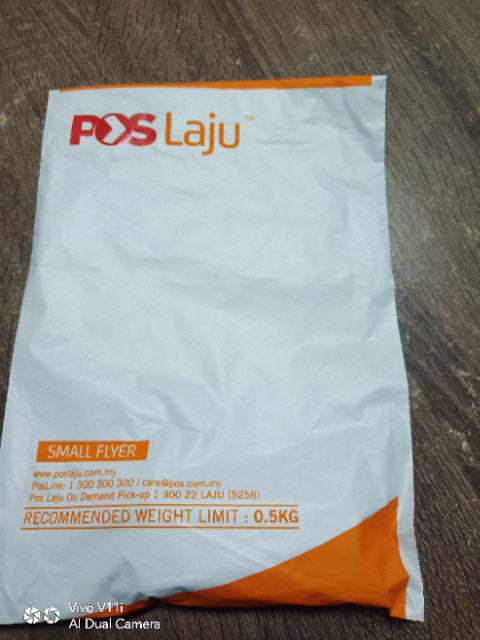 POS Laju™
SMALL FLYER
www.poslaju.com.my
PosLine: 1 300 300 300 | care@pos.com.my
Pos Laju On Demand Pick-up 1 300 22 LAJU (5258)
RECOMMENDED WEIGHT LIMIT : 0.5KG
Vivo V11i
AI Dual Camera